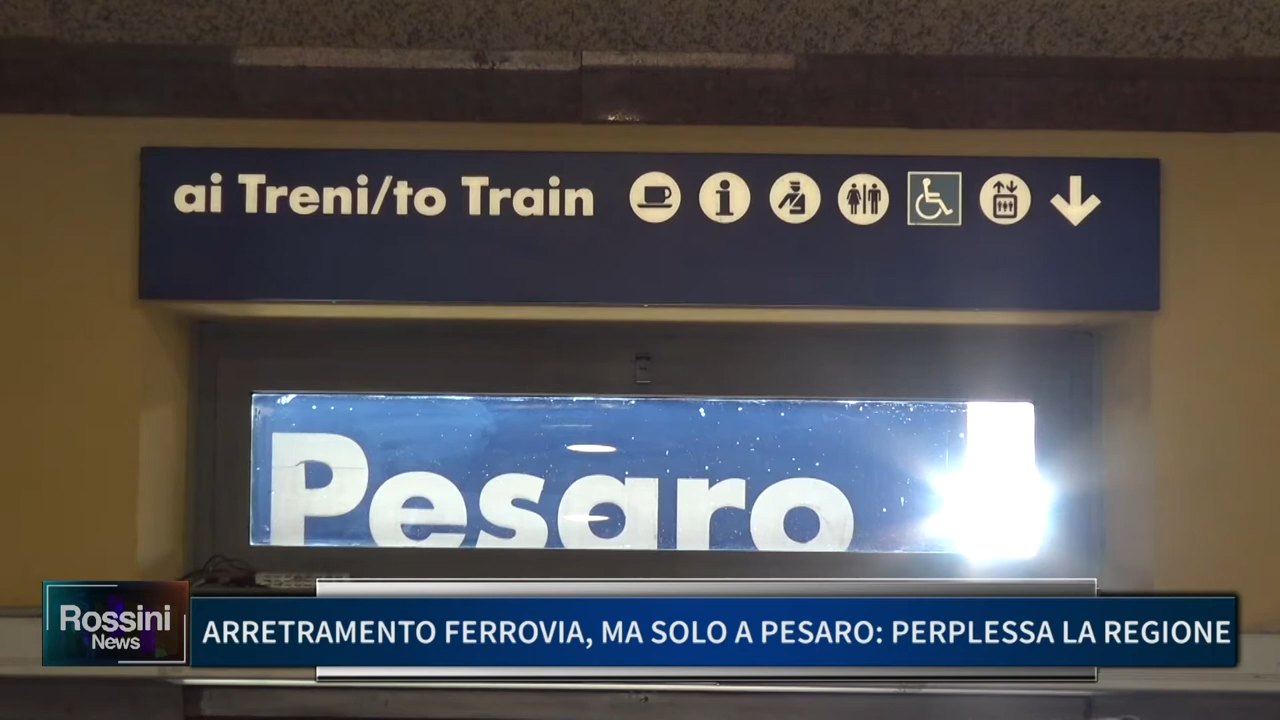 ai Treni/to Train
Pesaro
Rossini
News
ARRETRAMENTO FERROVIA, MA SOLO A PESARO: PERPLESSA LA REGIONE